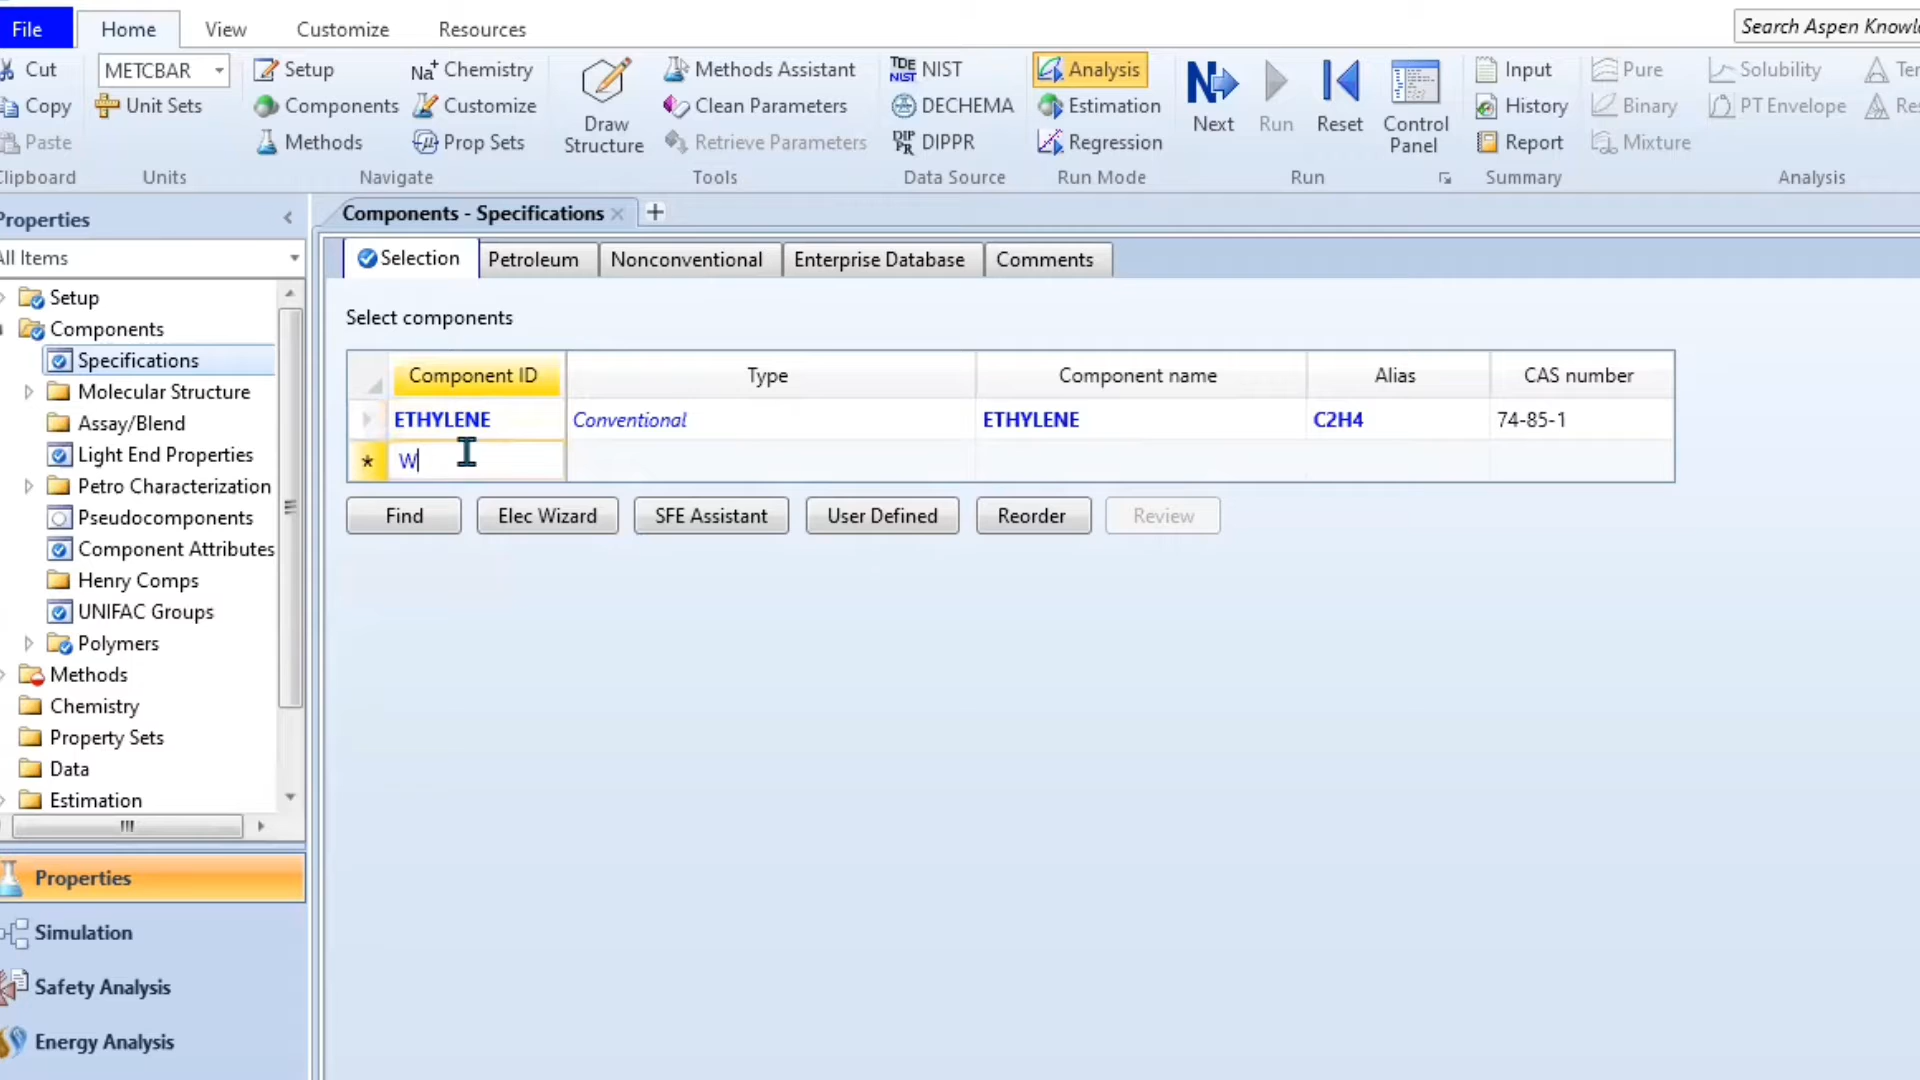 File
Home
View
Customize
Resources
Search Aspen
Cut
METCBAR
Setup
Na+ Chemistry
Methods Assistant
TDE NIST NIST
Analysis
Input
Pure
Solubility
Copy
Unit Sets
Components
Customize
Draw Structure
Clean Parameters
DECHEMA
Estimation
Next
Run
Reset
Control Panel
History
Binary
PT Envelope
Paste
Methods
Prop Sets
Retrieve Parameters
DIPPR DIPPR
Regression
Report
Mixture
Units
Navigate
Tools
Data Source
Run Mode
Run
Summary
Analysis
Components - Specifications
Selection
Petroleum
Nonconventional
Enterprise Database
Comments
All Items
Setup
Components
Specifications
Molecular Structure
Assay/Blend
Light End Properties
Petro Characterization
Pseudocomponents
Component Attributes
Henry Comps
UNIFAC Groups
Polymers
Methods
Chemistry
Property Sets
Data
Estimation
Properties
Simulation
Safety Analysis
Energy Analysis
Select components
Component ID Type Component name Alias CAS number
ETHYLENE Conventional ETHYLENE C2H4 74-85-1
* W
Find
Elec Wizard
SFE Assistant
User Defined
Reorder
Review